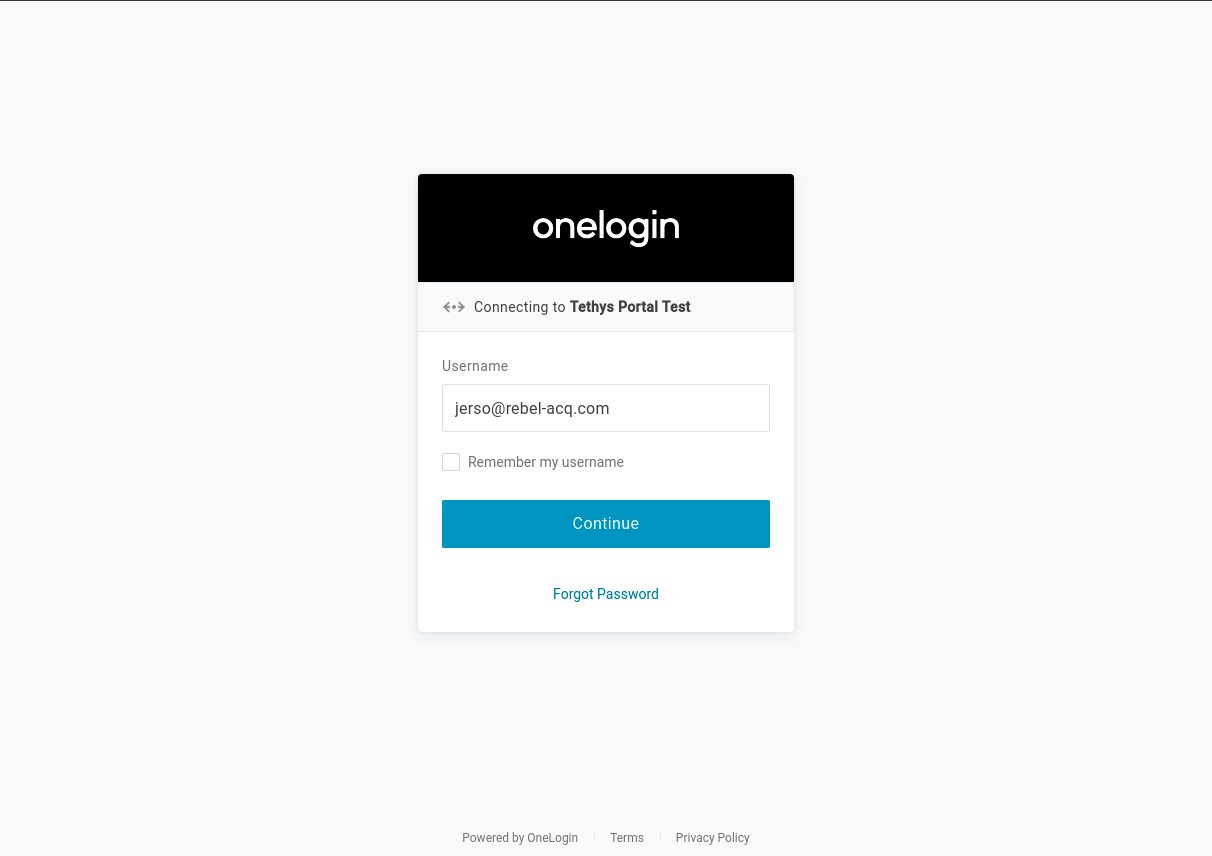 onelogin
Connecting to Tethys Portal Test
Username
jerso@rebel-acq.com
Remember my username
Continue
Forgot Password
Powered by OneLogin Terms Privacy Policy